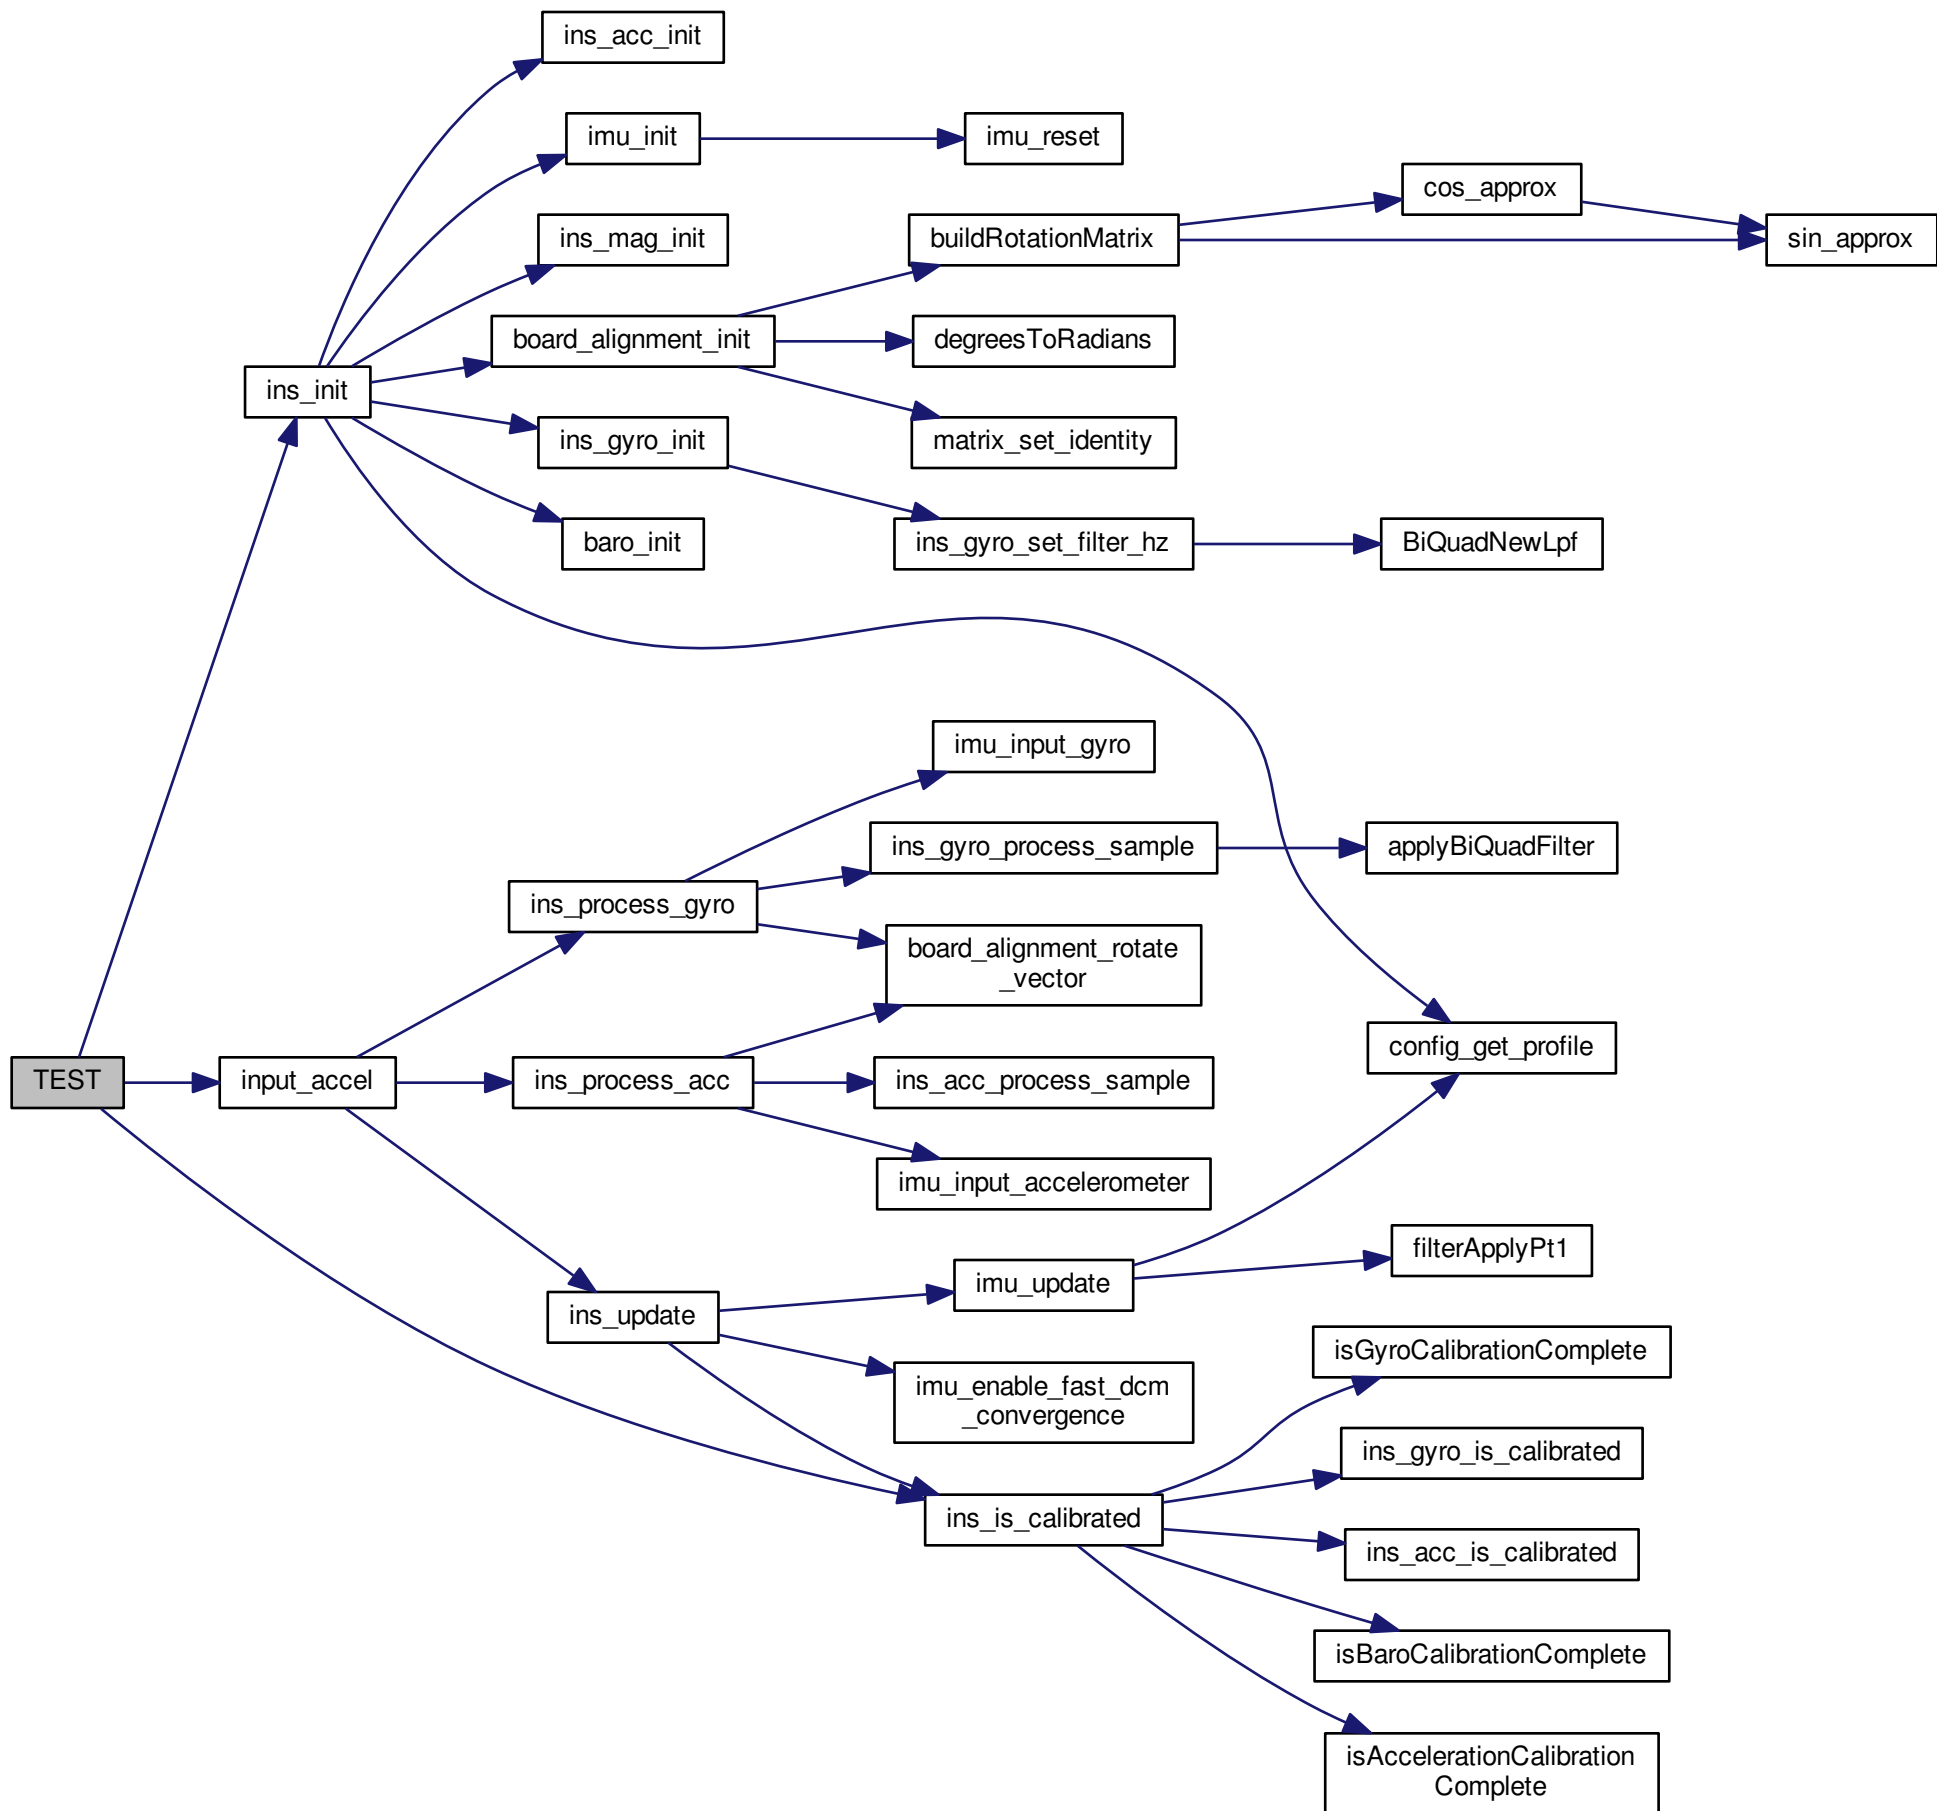 ins_acc_init
imu_init
imu_reset
cos_approx
ins_mag_init
buildRotationMatrix
sin_approx
board_alignment_init
degreesToRadians
ins_init
ins_gyro_init
matrix_set_identity
baro_init
ins_gyro_set_filter_hz
BiQuadNewLpf
imu_input_gyro
ins_gyro_process_sample
applyBiQuadFilter
ins_process_gyro
board_alignment_rotate
_vector
config_get_profile
TEST
input_accel
ins_process_acc
ins_acc_process_sample
imu_input_accelerometer
filterApplyPt1
imu_update
ins_update
isGyroCalibrationComplete
imu_enable_fast_dcm
_convergence
ins_gyro_is_calibrated
ins_is_calibrated
ins_acc_is_calibrated
isBaroCalibrationComplete
isAccelerationCalibration
Complete